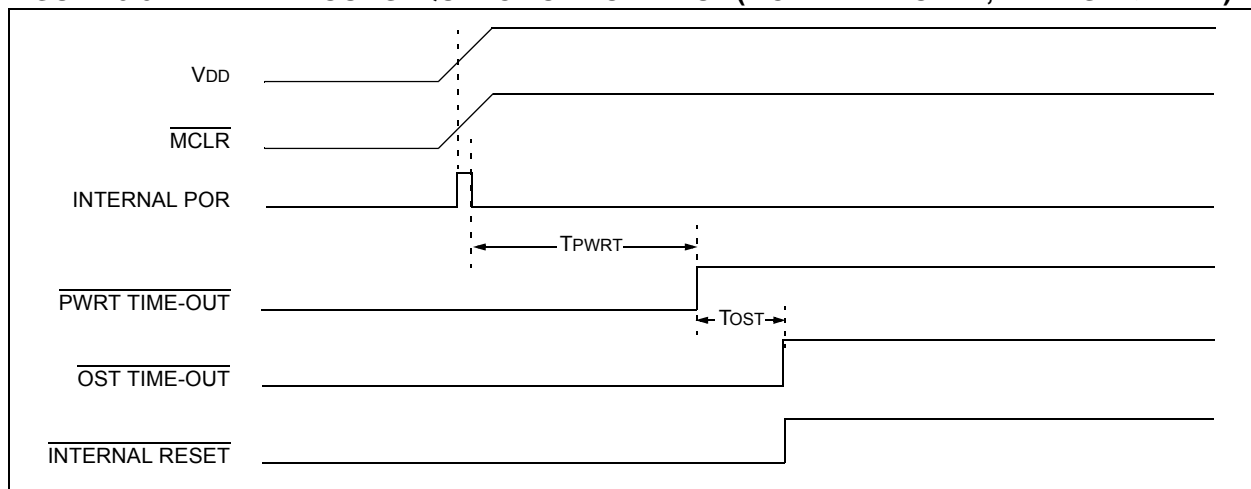 VDD
MCLR
INTERNAL POR
TPWRT
PWRT TIME-OUT
TOST
OST TIME-OUT
INTERNAL RESET